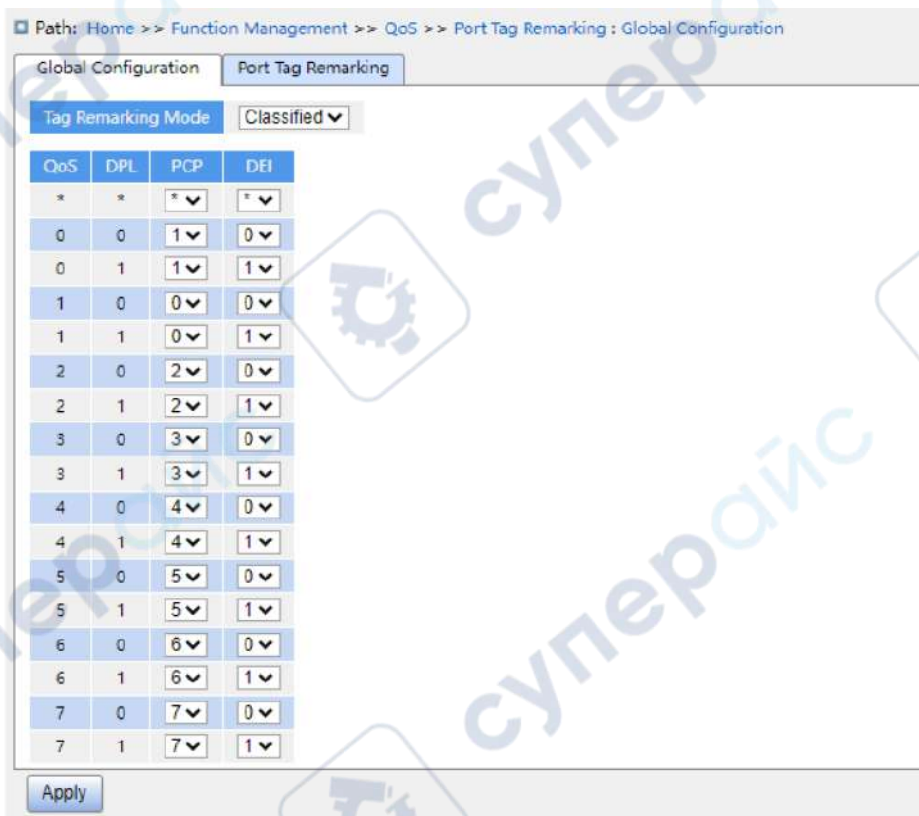 Path: Home >> Function Management >> QoS >> Port Tag Remarking : Global Configuration
Global Configuration Port Tag Remarking
Tag Remarking Mode Classified
QoS DPL PCP DEI
* * * *
0 0 1 0
0 1 1 1
1 0 0 0
1 1 0 1
2 0 2 0
2 1 2 1
3 0 3 0
3 1 3 1
4 0 4 0
4 1 4 1
5 0 5 0
5 1 5 1
6 0 6 0
6 1 6 1
7 0 7 0
7 1 7 1
Apply
суперайс